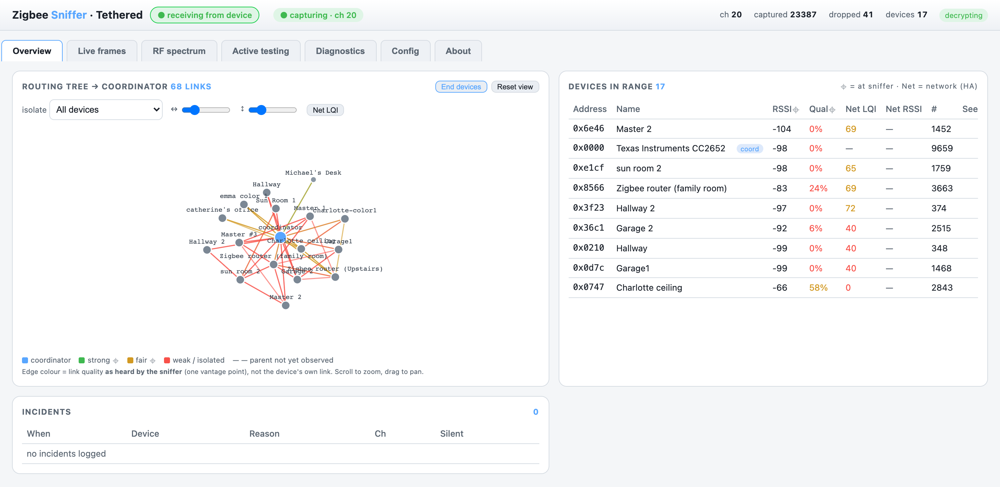 Zigbee Sniffer · Tethered
receiving from device
capturing · ch 20
ch 20 captured 23387 dropped 41 devices 17 decrypting
Overview Live frames RF spectrum Active testing Diagnostics Config About
ROUTING TREE → COORDINATOR 68 LINKS
End devices Reset view
isolate All devices ↔ ↕ Net LQI
Michael's Desk
Hallway
emma color 1
Sun Room 1
catherine's office
Master 1
charlotte-color1
coordinator
Master #3
Hallway 2
Charlotte ceiling
Garage1
Zigbee router (family room)
Zigbee router (Upstairs)
sun room 2
Garage 2
Master 2
coordinator strong ⌖ fair ⌖ weak / isolated — — parent not yet observed
Edge colour = link quality as heard by the sniffer (one vantage point), not the device's own link. Scroll to zoom, drag to pan.
DEVICES IN RANGE 17
⌖ = at sniffer · Net = network (HA)
Address Name RSSI⌖ Qual⌖ Net LQI Net RSSI # See
0x6e46 Master 2 -104 0% 69 — 1452
0x0000 Texas Instruments CC2652 coord -98 0% — — 9659
0xe1cf sun room 2 -98 0% 65 — 1759
0x8566 Zigbee router (family room) -83 24% 69 — 3663
0x3f23 Hallway 2 -97 0% 72 — 374
0x36c1 Garage 2 -92 6% 40 — 2515
0x0210 Hallway -99 0% 40 — 348
0x0d7c Garage1 -99 0% 40 — 1468
0x0747 Charlotte ceiling -66 58% 0 — 2843
INCIDENTS 0
When Device Reason Ch Silent
no incidents logged